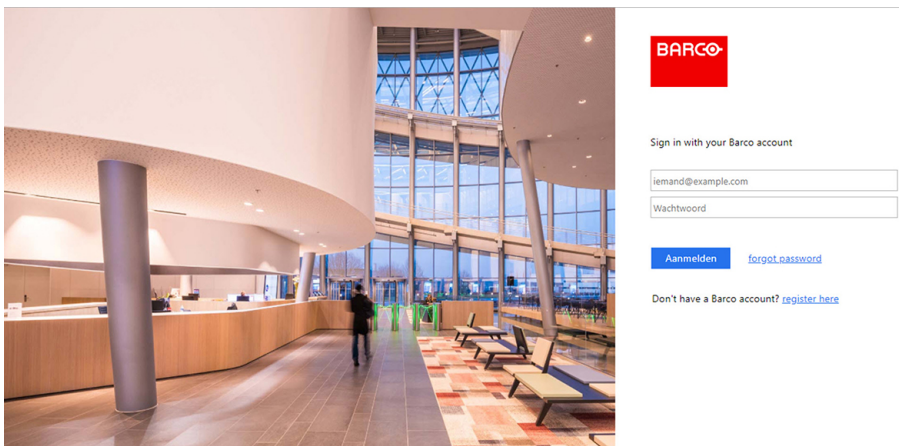 BARCO
Sign in with your Barco account
iemand@example.com
Wachtwoord
Aanmelden forgot password
Don't have a Barco account? register here